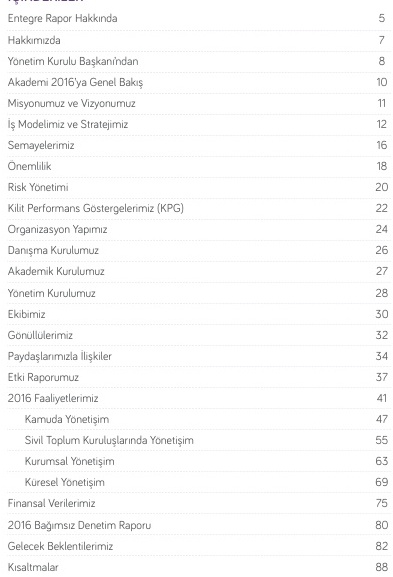 İÇİNDEKİLER
Entegre Rapor Hakkında 5
Hakkımızda 7
Yönetim Kurulu Başkanı'ndan 8
Akademi 2016'ya Genel Bakış 10
Misyonumuz ve Vizyonumuz 11
İş Modelimiz ve Stratejimiz 12
Semayelerimiz 16
Önemlilik 18
Risk Yönetimi 20
Kilit Performans Göstergelerimiz (KPG) 22
Organizasyon Yapımız 24
Danışma Kurulumuz 26
Akademik Kurulumuz 27
Yönetim Kurulumuz 28
Ekibimiz 30
Gönüllülerimiz 32
Paydaşlarımızla İlişkiler 34
Etki Raporumuz 37
2016 Faaliyetlerimiz 41
Kamuda Yönetişim 47
Sivil Toplum Kuruluşlarında Yönetişim 55
Kurumsal Yönetişim 63
Küresel Yönetişim 69
Finansal Verilerimiz 75
2016 Bağımsız Denetim Raporu 80
Gelecek Beklentilerimiz 82
Kısaltmalar 88